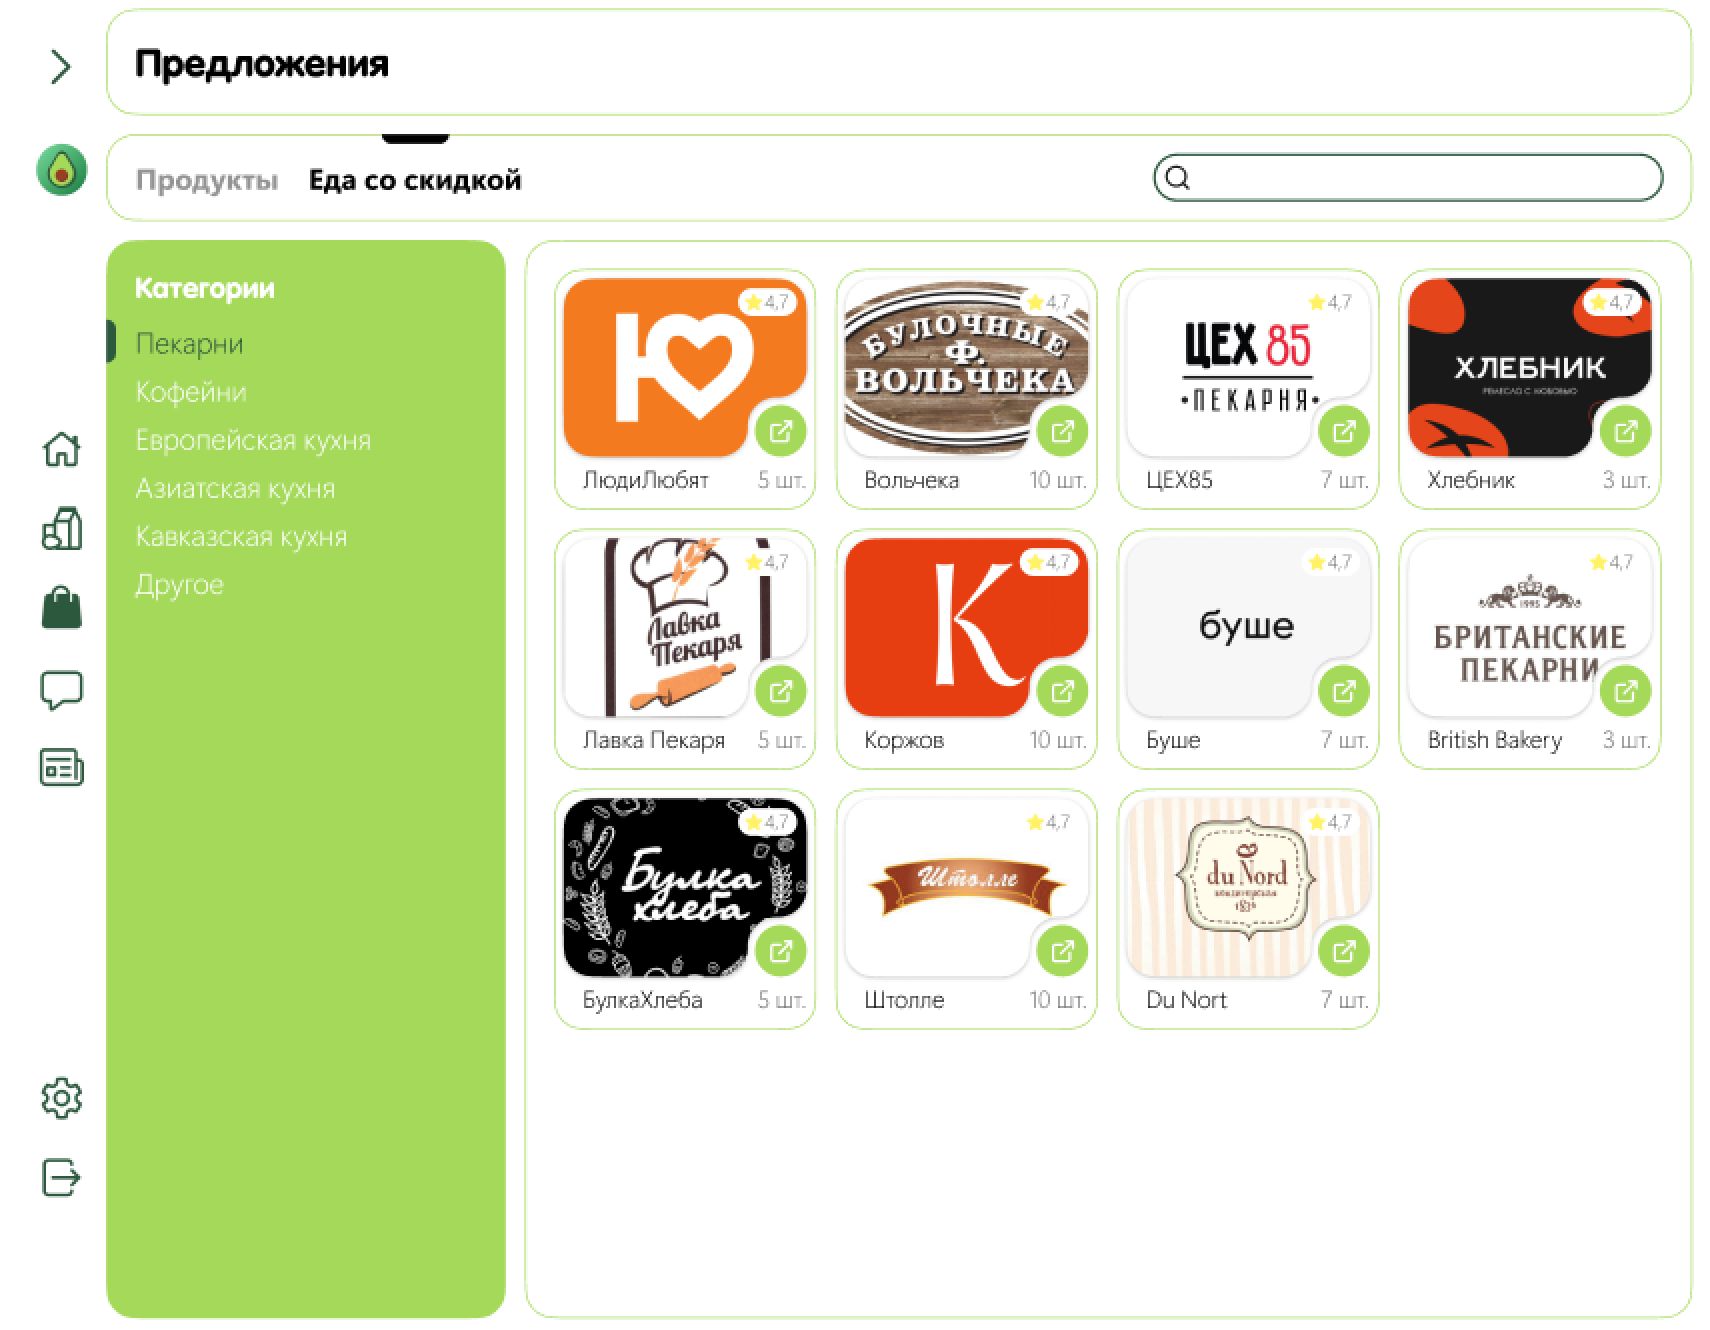 Предложения
Продукты Еда со скидкой
Категории
Пекарни
Кофейни
Европейская кухня
Азиатская кухня
Кавказская кухня
Другое
4,7
Ю
ЛюдиЛюбят 5 шт.
4,7
БУЛОЧНЫЕ
Ф.
ВОЛЬЧЕКА
Вольчека 10 шт.
4,7
ЦЕХ 85
•ПЕКАРНЯ•
ЦЕХ85 7 шт.
4,7
ХЛЕБНИК
РЕМЕСЛО С ЛЮБОВЬЮ
Хлебник 3 шт.
4,7
Лавка
Пекаря
Лавка Пекаря 5 шт.
4,7
К
Коржов 10 шт.
4,7
буше
Буше 7 шт.
4,7
1995
БРИТАНСКИЕ
ПЕКАРНИ
British Bakery 3 шт.
4,7
Булка
хлеба
БулкаХлеба 5 шт.
4,7
Штолле
Штолле 10 шт.
4,7
du Nord
кондитерская
1834
Du Nort 7 шт.